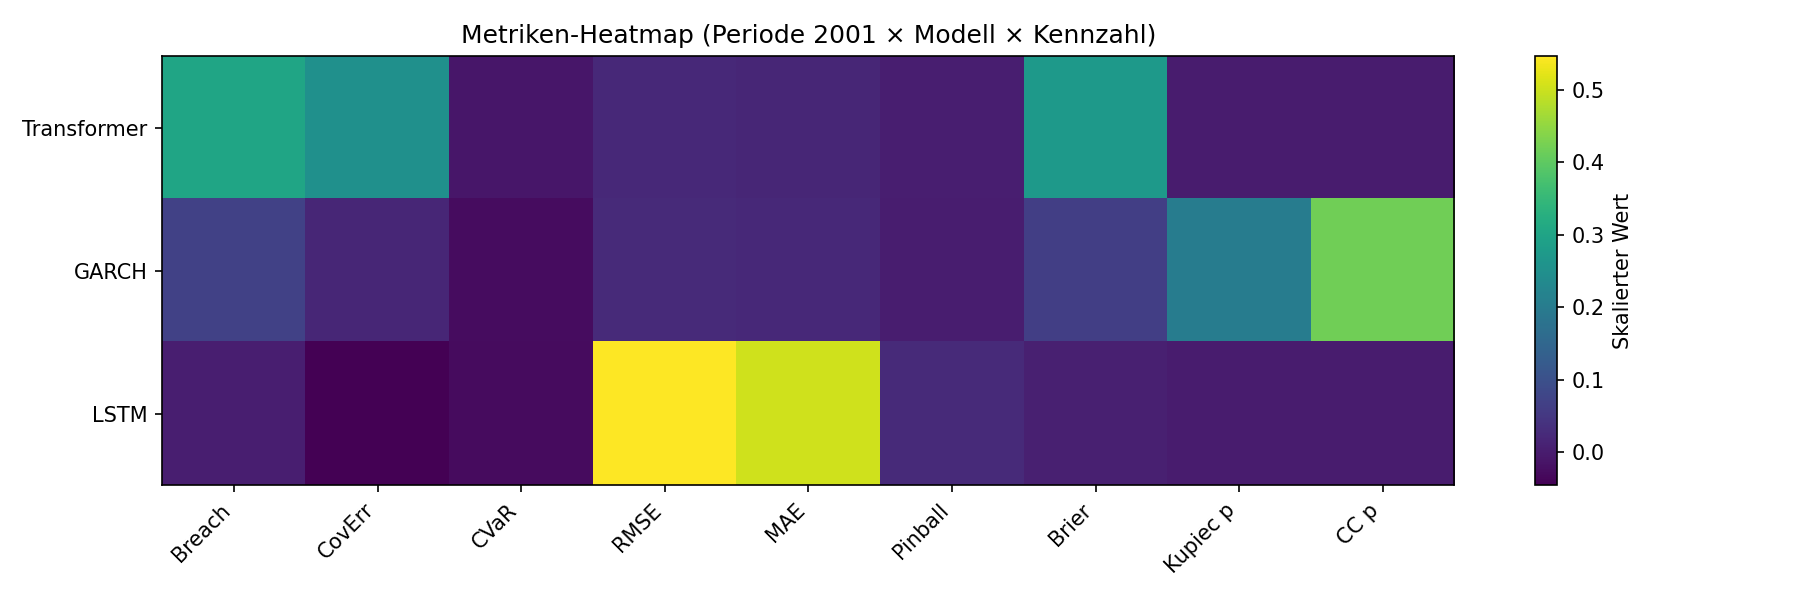 Metriken-Heatmap (Periode 2001 × Modell × Kennzahl)
Transformer
GARCH
LSTM
Breach
CovErr
CVaR
RMSE
MAE
Pinball
Brier
Kupiec p
CC p
0.5
0.4
0.3
0.2
0.1
0.0
Skalierter Wert